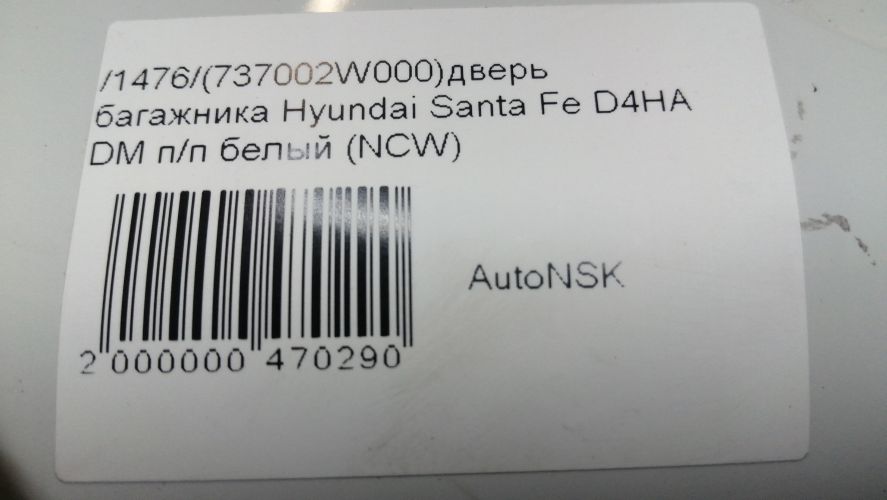 /1476/(737002W000)дверь
багажника Hyundai Santa Fe D4HA
DM п/п белый (NCW)
AutoNSK
2 000000 470290